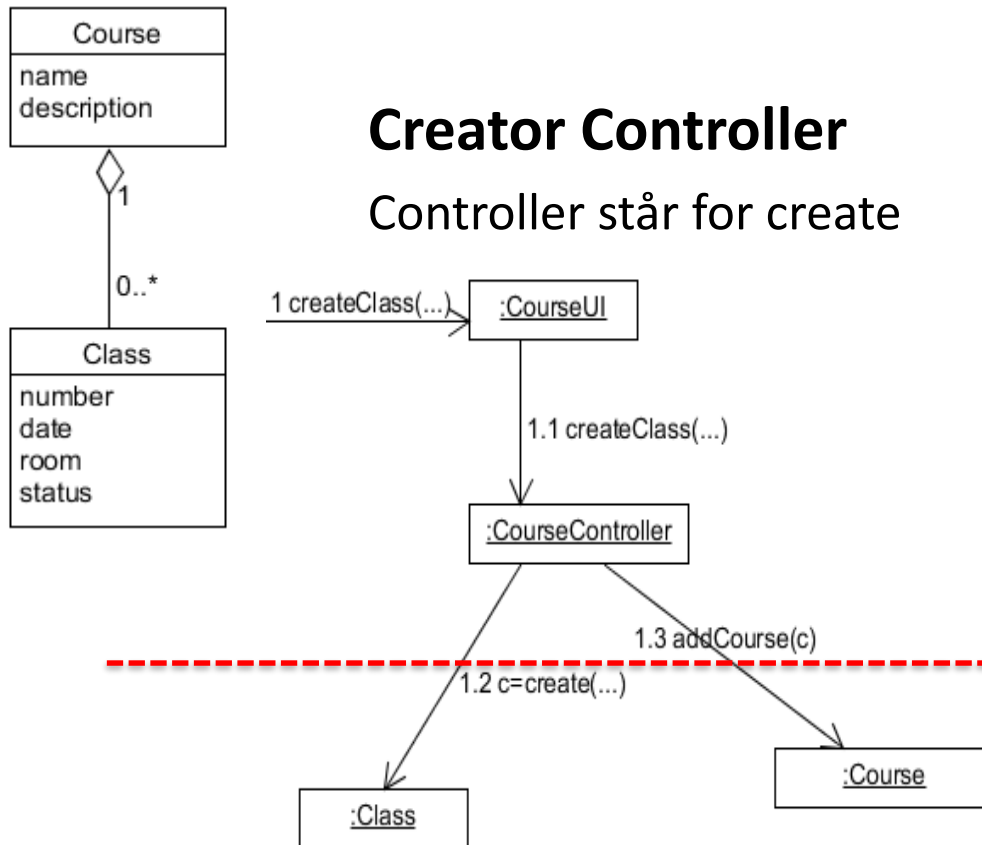 Course
name
description
1
0..*
Class
number
date
room
status
Creator Controller
Controller står for create
1 createClass(...)
:CourseUI
1.1 createClass(...)
:CourseController
1.3 addCourse(c)
1.2 c=create(...)
:Course
:Class